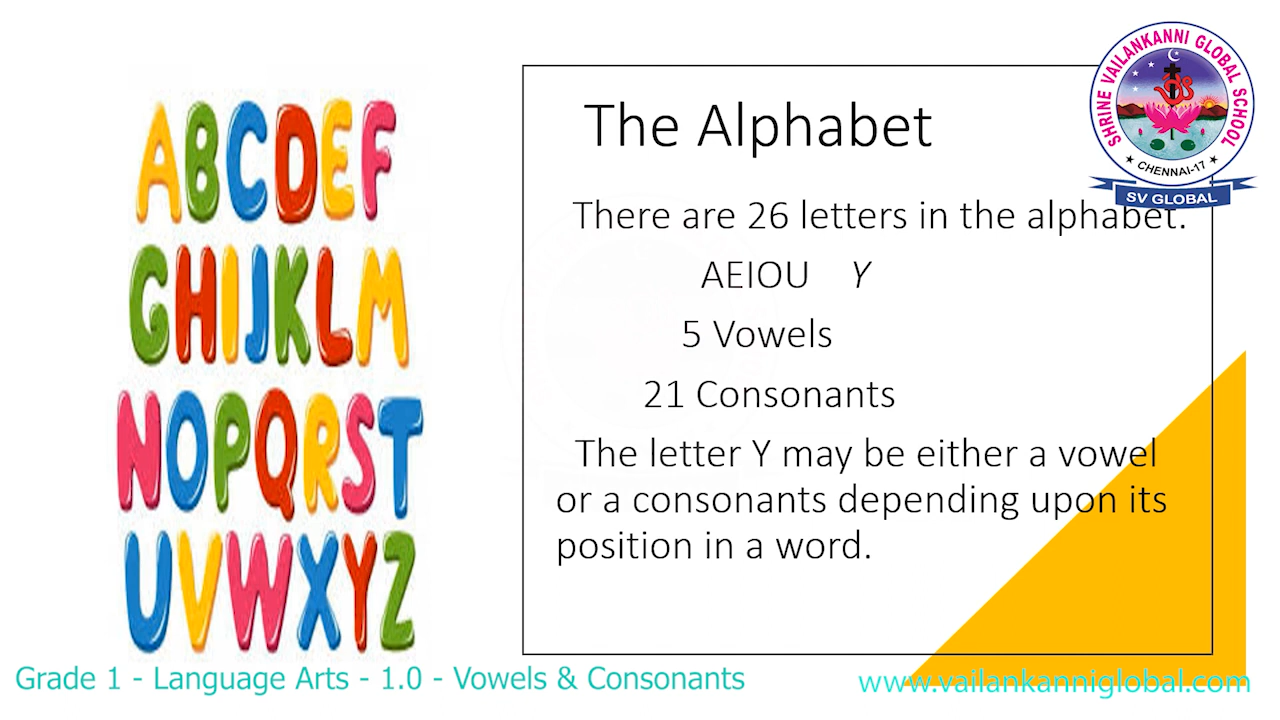 ABCDEF
GHIJKLM
NOPQRST
UVWXYZ
The Alphabet
There are 26 letters in the alphabet.
AEIOU Y
5 Vowels
21 Consonants
The letter Y may be either a vowel
or a consonants depending upon its
position in a word.
SHRINE VAILANKANNI GLOBAL SCHOOL
★ CHENNAI-17 ★
SV GLOBAL
Grade 1 - Language Arts - 1.0 - Vowels & Consonants
www.vailankanniglobal.com